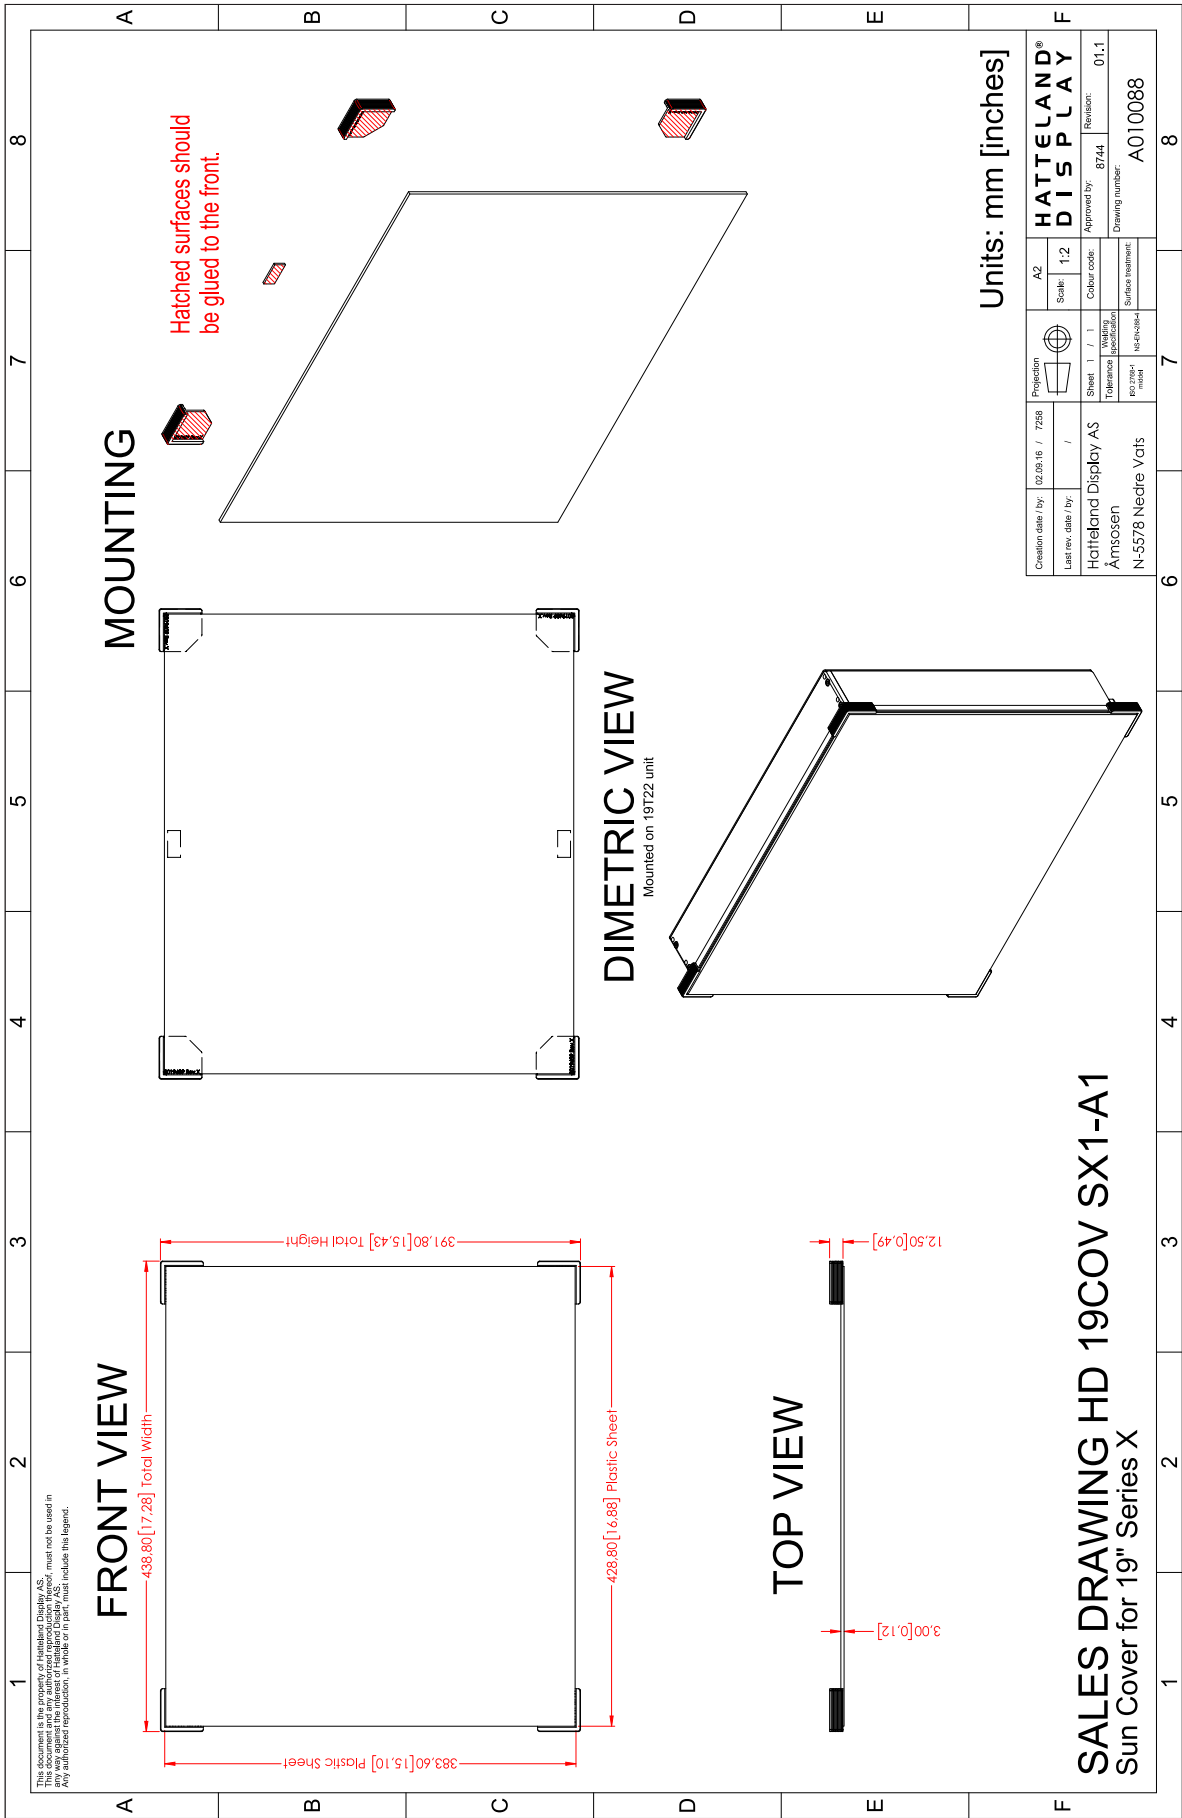 This document is the property of Hatteland Display AS.
This document and any authorized reproduction thereof, must not be used in
any way against the interest of Hatteland Display AS.
Any authorized reproduction, in whole or in part, must include this legend.
1 2 3 4 5 6 7 8
A
B
C
D
E
F
A
B
C
D
E
F
FRONT VIEW
438,80[17,28] Total Width
391,80[15,43] Total Height
383,60[15,10] Plastic Sheet
428,80[16,88] Plastic Sheet
TOP VIEW
12,50[0,49]
3,00[0,12]
MOUNTING
Hatched surfaces should
be glued to the front.
DIMETRIC VIEW
Mounted on 19T22 unit
Units: mm [inches]
SALES DRAWING HD 19COV SX1-A1
Sun Cover for 19" Series X
Creation date / by: 02.09.16 / 7258
Last rev. date / by: /
Hatteland Display AS
Åmsosen
N-5578 Nedre Vats
Projection
A2
Scale: 1:2
Sheet 1 / 1
Colour code:
Tolerance
ISO 2768-1
middel
Welding
specification
NS-EN-288-4
Surface treatment:
HATTELAND®
DISPLAY
Approved by: 8744
Revision: 01.1
Drawing number:
A010088
1 2 3 4 5 6 7 8